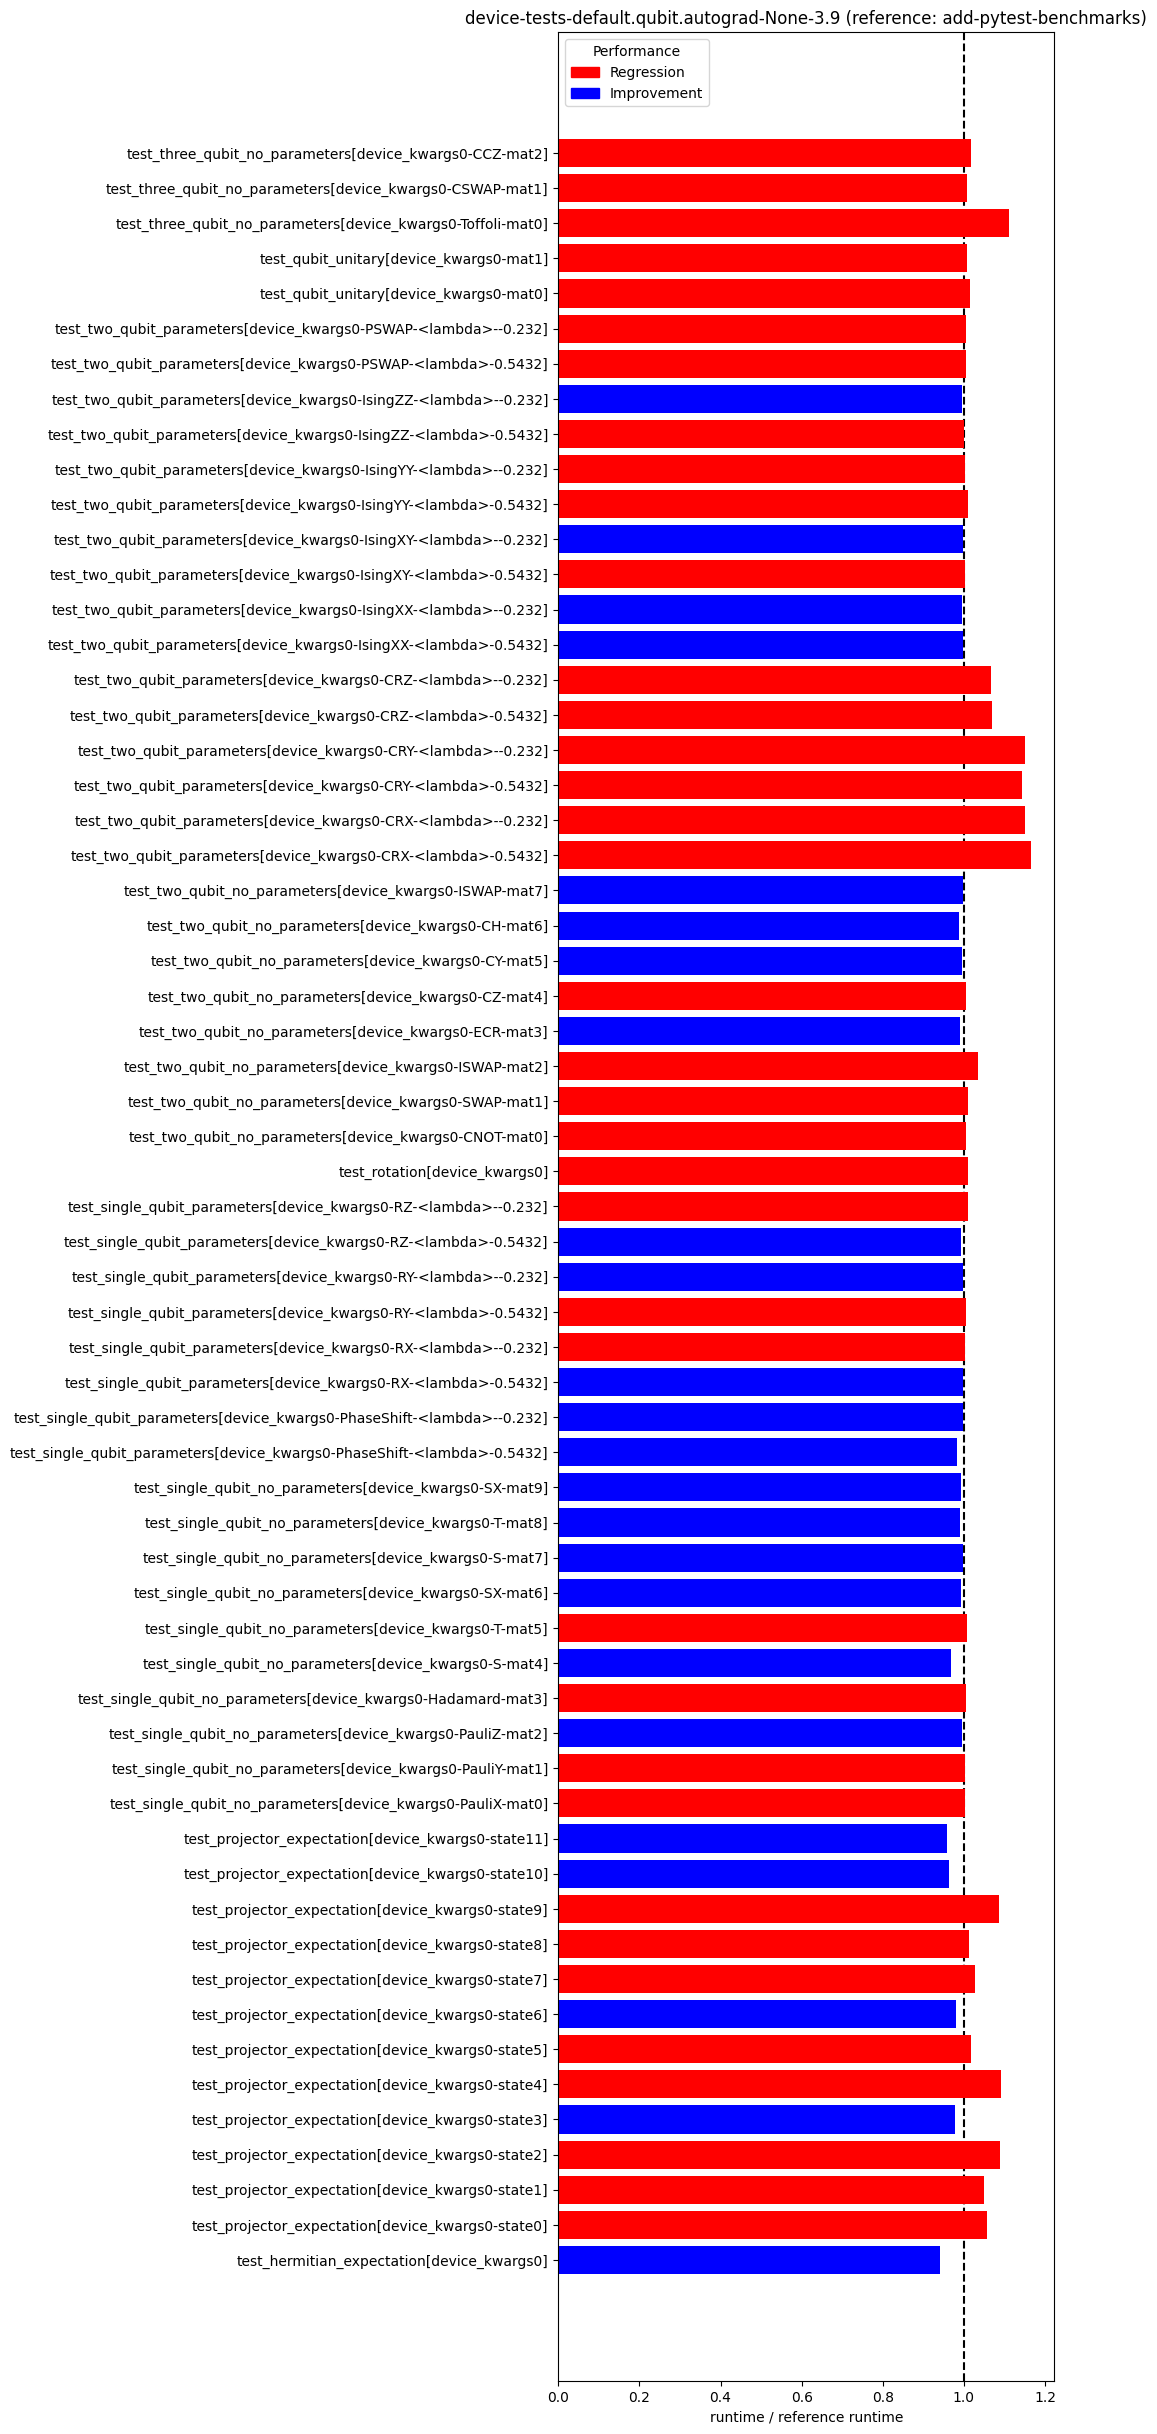 device-tests-default.qubit.autograd-None-3.9 (reference: add-pytest-benchmarks)
Performance
Regression
Improvement
test_three_qubit_no_parameters[device_kwargs0-CCZ-mat2]
test_three_qubit_no_parameters[device_kwargs0-CSWAP-mat1]
test_three_qubit_no_parameters[device_kwargs0-Toffoli-mat0]
test_qubit_unitary[device_kwargs0-mat1]
test_qubit_unitary[device_kwargs0-mat0]
test_two_qubit_parameters[device_kwargs0-PSWAP-<lambda>--0.232]
test_two_qubit_parameters[device_kwargs0-PSWAP-<lambda>-0.5432]
test_two_qubit_parameters[device_kwargs0-IsingZZ-<lambda>--0.232]
test_two_qubit_parameters[device_kwargs0-IsingZZ-<lambda>-0.5432]
test_two_qubit_parameters[device_kwargs0-IsingYY-<lambda>--0.232]
test_two_qubit_parameters[device_kwargs0-IsingYY-<lambda>-0.5432]
test_two_qubit_parameters[device_kwargs0-IsingXY-<lambda>--0.232]
test_two_qubit_parameters[device_kwargs0-IsingXY-<lambda>-0.5432]
test_two_qubit_parameters[device_kwargs0-IsingXX-<lambda>--0.232]
test_two_qubit_parameters[device_kwargs0-IsingXX-<lambda>-0.5432]
test_two_qubit_parameters[device_kwargs0-CRZ-<lambda>--0.232]
test_two_qubit_parameters[device_kwargs0-CRZ-<lambda>-0.5432]
test_two_qubit_parameters[device_kwargs0-CRY-<lambda>--0.232]
test_two_qubit_parameters[device_kwargs0-CRY-<lambda>-0.5432]
test_two_qubit_parameters[device_kwargs0-CRX-<lambda>--0.232]
test_two_qubit_parameters[device_kwargs0-CRX-<lambda>-0.5432]
test_two_qubit_no_parameters[device_kwargs0-ISWAP-mat7]
test_two_qubit_no_parameters[device_kwargs0-CH-mat6]
test_two_qubit_no_parameters[device_kwargs0-CY-mat5]
test_two_qubit_no_parameters[device_kwargs0-CZ-mat4]
test_two_qubit_no_parameters[device_kwargs0-ECR-mat3]
test_two_qubit_no_parameters[device_kwargs0-ISWAP-mat2]
test_two_qubit_no_parameters[device_kwargs0-SWAP-mat1]
test_two_qubit_no_parameters[device_kwargs0-CNOT-mat0]
test_rotation[device_kwargs0]
test_single_qubit_parameters[device_kwargs0-RZ-<lambda>--0.232]
test_single_qubit_parameters[device_kwargs0-RZ-<lambda>-0.5432]
test_single_qubit_parameters[device_kwargs0-RY-<lambda>--0.232]
test_single_qubit_parameters[device_kwargs0-RY-<lambda>-0.5432]
test_single_qubit_parameters[device_kwargs0-RX-<lambda>--0.232]
test_single_qubit_parameters[device_kwargs0-RX-<lambda>-0.5432]
test_single_qubit_parameters[device_kwargs0-PhaseShift-<lambda>--0.232]
test_single_qubit_parameters[device_kwargs0-PhaseShift-<lambda>-0.5432]
test_single_qubit_no_parameters[device_kwargs0-SX-mat9]
test_single_qubit_no_parameters[device_kwargs0-T-mat8]
test_single_qubit_no_parameters[device_kwargs0-S-mat7]
test_single_qubit_no_parameters[device_kwargs0-SX-mat6]
test_single_qubit_no_parameters[device_kwargs0-T-mat5]
test_single_qubit_no_parameters[device_kwargs0-S-mat4]
test_single_qubit_no_parameters[device_kwargs0-Hadamard-mat3]
test_single_qubit_no_parameters[device_kwargs0-PauliZ-mat2]
test_single_qubit_no_parameters[device_kwargs0-PauliY-mat1]
test_single_qubit_no_parameters[device_kwargs0-PauliX-mat0]
test_projector_expectation[device_kwargs0-state11]
test_projector_expectation[device_kwargs0-state10]
test_projector_expectation[device_kwargs0-state9]
test_projector_expectation[device_kwargs0-state8]
test_projector_expectation[device_kwargs0-state7]
test_projector_expectation[device_kwargs0-state6]
test_projector_expectation[device_kwargs0-state5]
test_projector_expectation[device_kwargs0-state4]
test_projector_expectation[device_kwargs0-state3]
test_projector_expectation[device_kwargs0-state2]
test_projector_expectation[device_kwargs0-state1]
test_projector_expectation[device_kwargs0-state0]
test_hermitian_expectation[device_kwargs0]
0.0 0.2 0.4 0.6 0.8 1.0 1.2
runtime / reference runtime